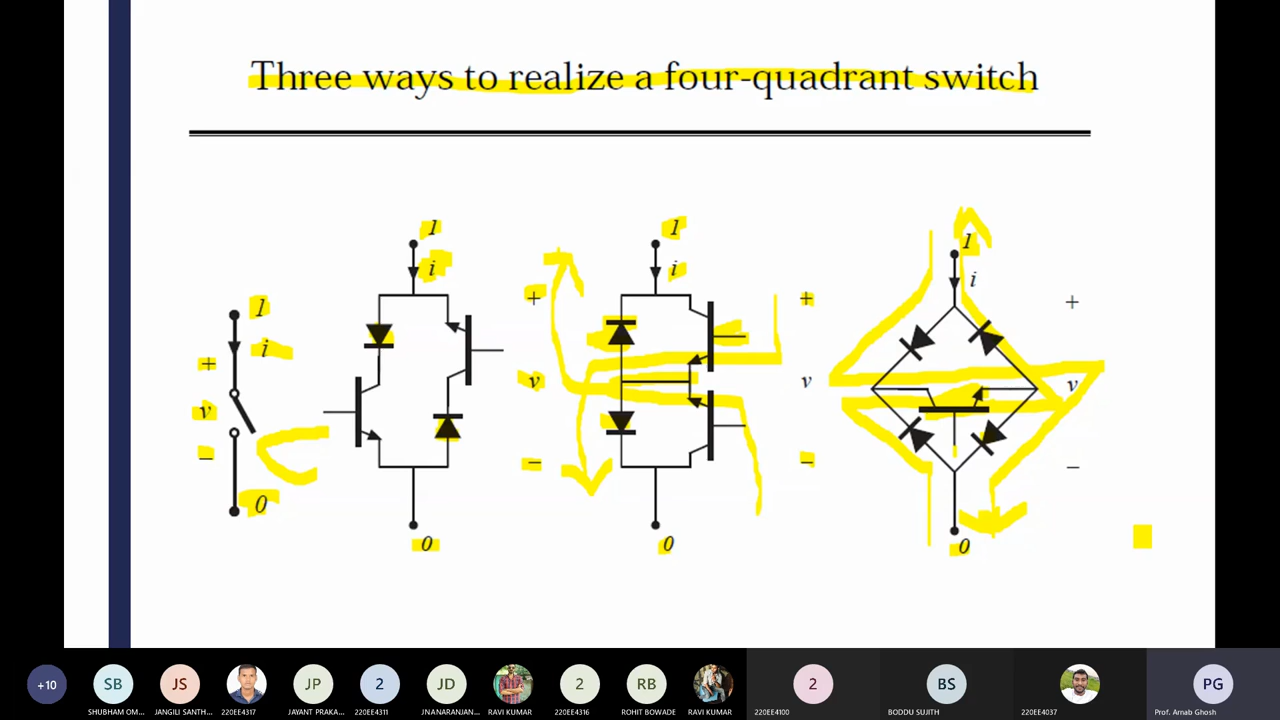 Three ways to realize a four-quadrant switch
1
i
+
v
−
0
1
i
0
+
v
−
1
i
0
+
v
−
1
i
0
+
v
−
+10
SB
SHUBHAM OM...
JS
JANGILI SANTH...
220EE4317
JP
JAYANT PRAKA...
2
220EE4311
JD
JNANARANJAN...
RAVI KUMAR
2
220EE4316
RB
ROHIT BOWADE
RAVI KUMAR
2
220EE4100
BS
BODDU SUJITH
220EE4037
PG
Prof. Arnab Ghosh